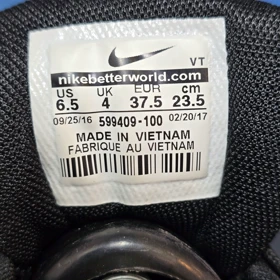 VT
nikebetterworld.com
US UK EUR cm
6.5 4 37.5 23.5
09/25/16 599409-100 02/20/17
MADE IN VIETNAM
FABRIQUE AU VIETNAM